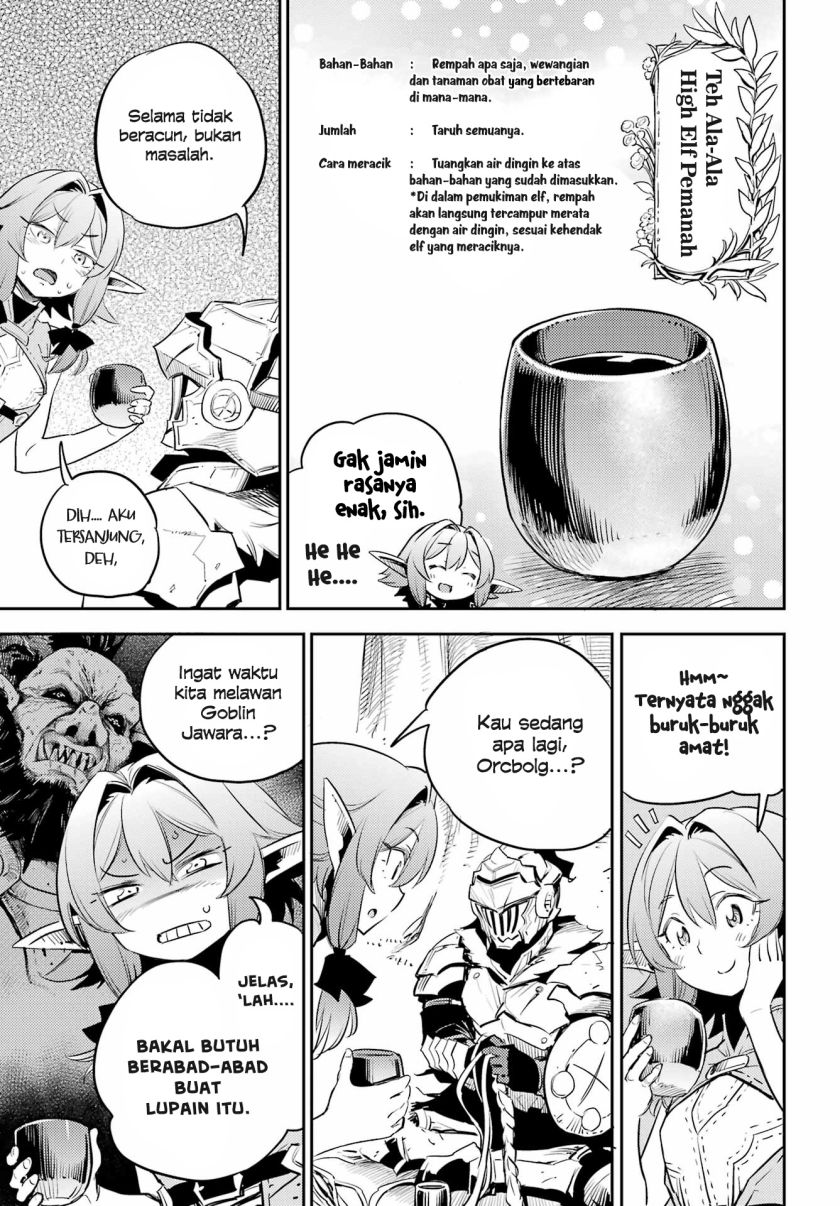 Teh Ala-Ala
High Elf Pemanah
Bahan-Bahan : Rempah apa saja, wewangian
dan tanaman obat yang bertebaran
di mana-mana.
Jumlah : Taruh semuanya.
Cara meracik : Tuangkan air dingin ke atas
bahan-bahan yang sudah dimasukkan.
*Di dalam pemukiman elf, rempah
akan langsung tercampur merata
dengan air dingin, sesuai kehendak
elf yang meraciknya.
Gak jamin
rasanya
enak, sih.
He He
He....
Selama tidak
beracun, bukan
masalah.
DIH.... AKU
TERSANJUNG,
DEH,
Hmm~
Ternyata nggak
buruk-buruk
amat!
Kau sedang
apa lagi,
Orcbolg...?
Ingat waktu
kita melawan
Goblin
Jawara...?
JELAS,
'LAH....
BAKAL BUTUH
BERABAD-ABAD
BUAT
LUPAIN ITU.